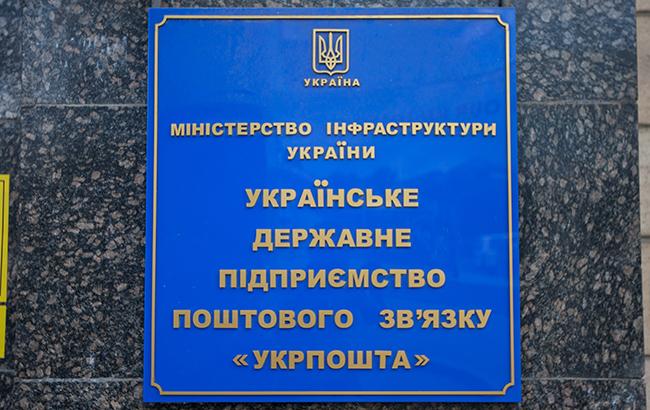 УКРАЇНА
МІНІСТЕРСТВО ІНФРАСТРУКТУРИ
УКРАЇНИ
УКРАЇНСЬКЕ
ДЕРЖАВНЕ
ПІДПРИЄМСТВО
ПОШТОВОГО ЗВ'ЯЗКУ
«УКРПОШТА»